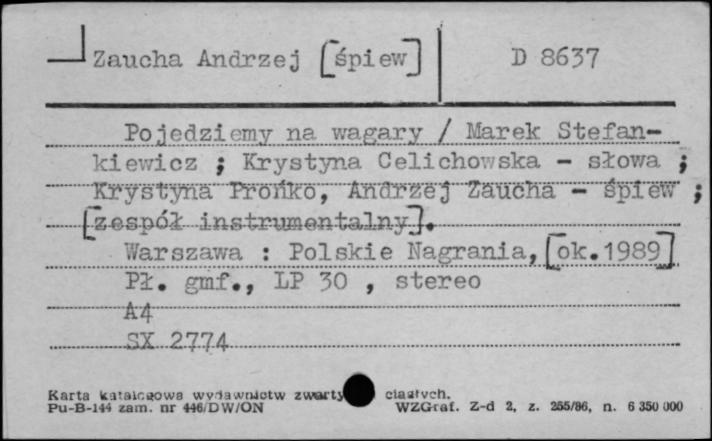 Zaucha Andrzej [śpiew] D 8637
Pojedziemy na wagary / Marek Stefan-
kiewicz ; Krystyna Celichowska - słowa ;
Krystyna Prońko, Andrzej Zaucha - śpiew ;
[zespół instrumentalny].
Warszawa : Polskie Nagrania, [ok.1989]
Pł. gmf., LP 30 , stereo
A4
SX 2774
Karta katalogowa wydawnictw zwarty ciągłych.
Pu-B-144 zam. nr 446/DW/ON WZGraf. Z-d 2, z. 255/86, n. 6 350 000